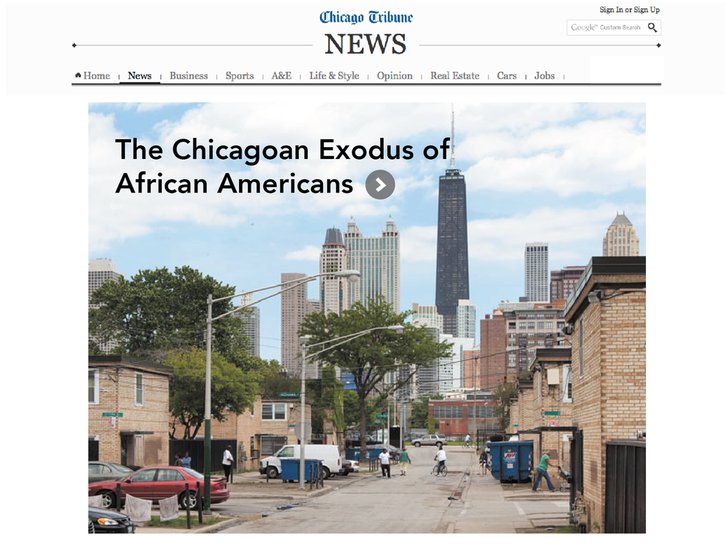 Sign In or Sign Up
Chicago Tribune
Google™ Custom Search
NEWS
Home News Business Sports A&E Life & Style Opinion Real Estate Cars Jobs
The Chicagoan Exodus of
African Americans